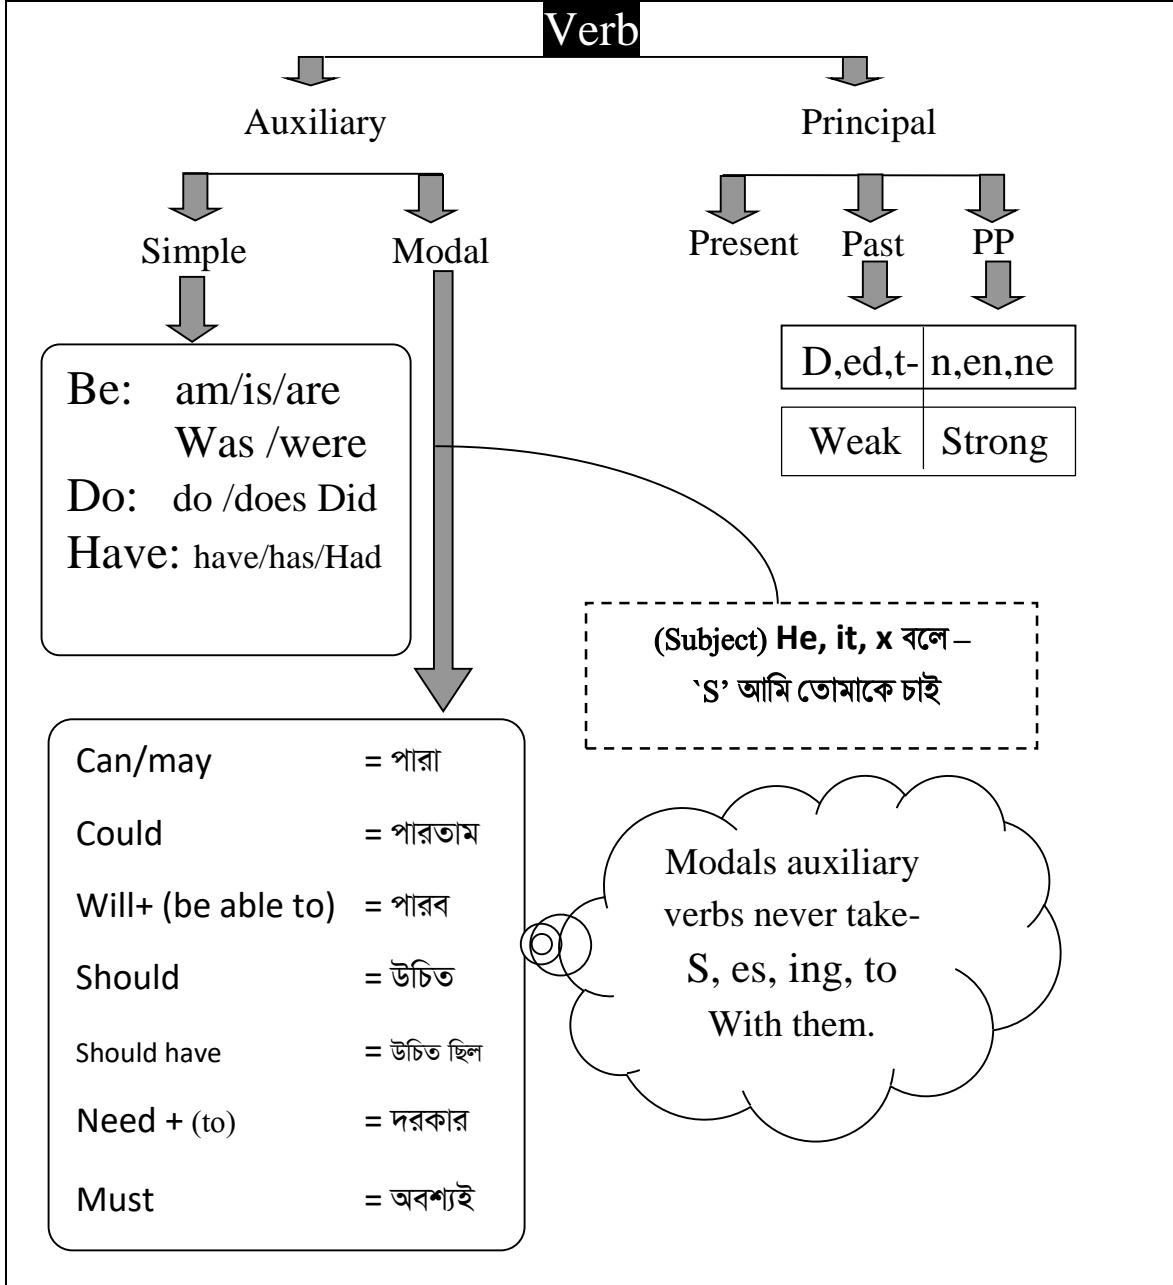 Verb
Auxiliary Principal
Simple Modal Present Past PP
Be: am/is/are
Was /were
Do: do /does Did
Have: have/has/Had
D,ed,t- n,en,ne
Weak Strong
(Subject) He, it, x বলে –
`S’ আমি তোমাকে চাই
Can/may = পারা
Could = পারতাম
Will+ (be able to) = পারব
Should = উচিত
Should have = উচিত ছিল
Need + (to) = দরকার
Must = অবশ্যই
Modals auxiliary
verbs never take-
S, es, ing, to
With them.